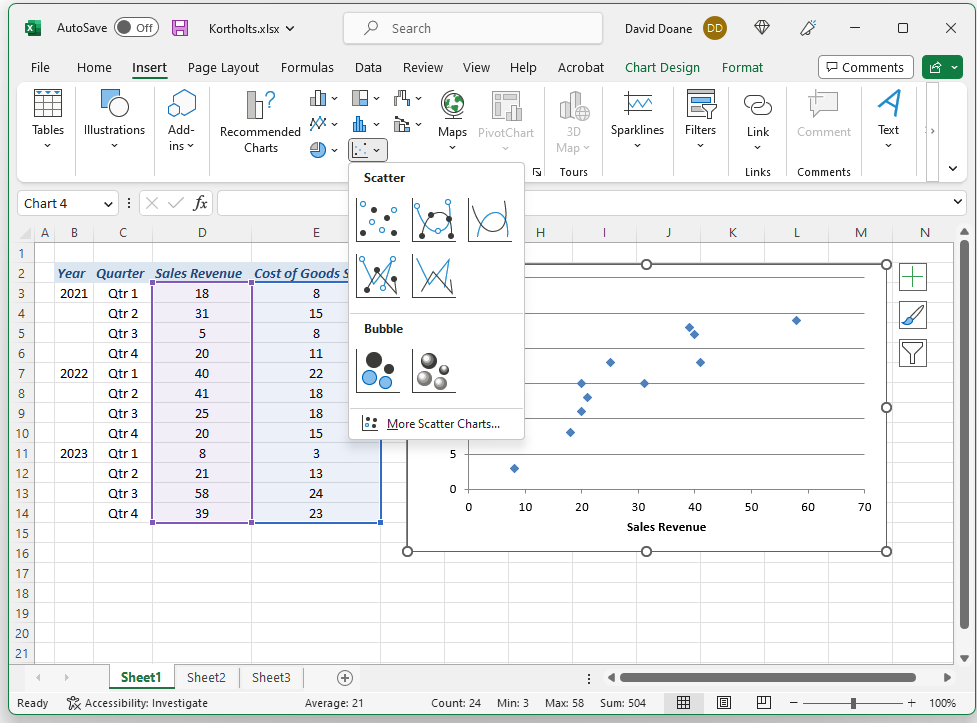 AutoSave Off Kortholts.xlsx Search David Doane DD
File Home Insert Page Layout Formulas Data Review View Help Acrobat Chart Design Format Comments
Tables Illustrations Add-ins Recommended Charts Maps PivotChart 3D Map Sparklines Filters Link Comment Text
Tours Links Comments
Chart 4 fx
Scatter
Bubble
More Scatter Charts...
A B C D E H I J K L M N
1
2 Year Quarter Sales Revenue Cost of Goods S
3 2021 Qtr 1 18 8
4 Qtr 2 31 15
5 Qtr 3 5 8
6 Qtr 4 20 11
7 2022 Qtr 1 40 22
8 Qtr 2 41 18
9 Qtr 3 25 18
10 Qtr 4 20 15
11 2023 Qtr 1 8 3
12 Qtr 2 21 13
13 Qtr 3 58 24
14 Qtr 4 39 23
15
16
17
18
19
20
21
5
0
0 10 20 30 40 50 60 70
Sales Revenue
Sheet1 Sheet2 Sheet3
Ready Accessibility: Investigate Average: 21 Count: 24 Min: 3 Max: 58 Sum: 504 100%